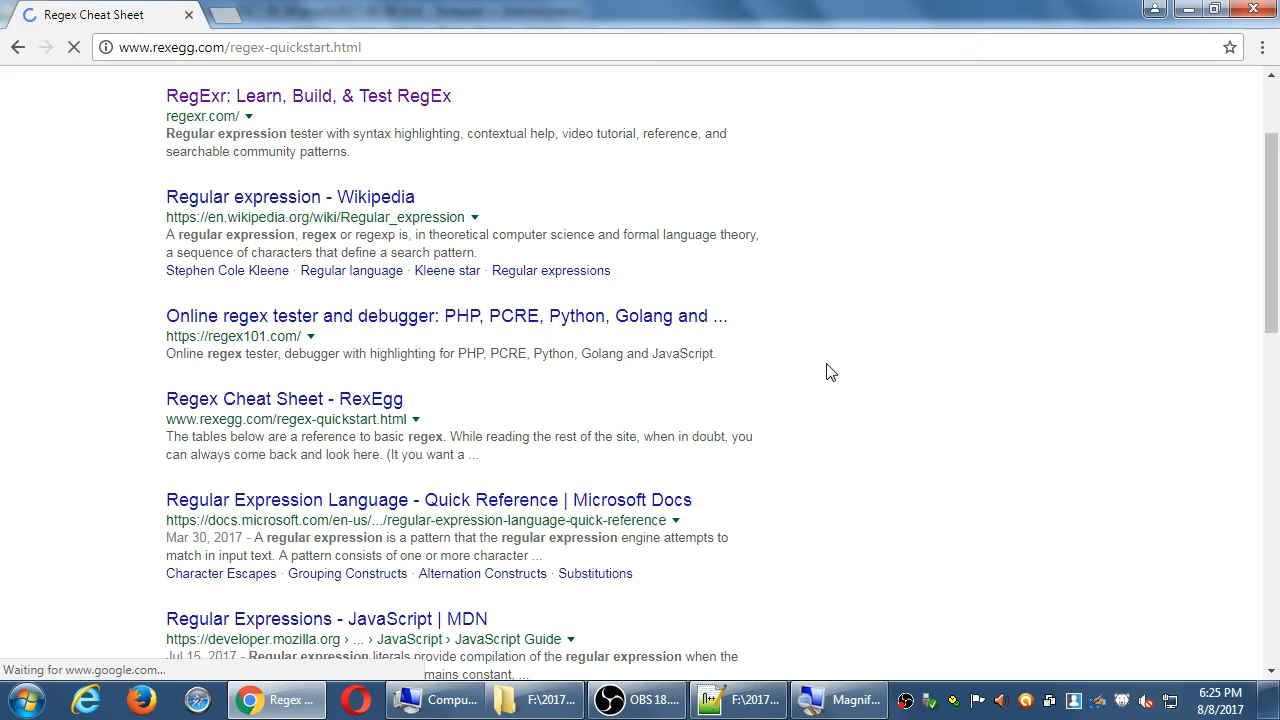 Regex Cheat Sheet
www.rexegg.com/regex-quickstart.html
RegExr: Learn, Build, & Test RegEx
regexr.com/
Regular expression tester with syntax highlighting, contextual help, video tutorial, reference, and
searchable community patterns.
Regular expression - Wikipedia
https://en.wikipedia.org/wiki/Regular_expression
A regular expression, regex or regexp is, in theoretical computer science and formal language theory,
a sequence of characters that define a search pattern.
Stephen Cole Kleene · Regular language · Kleene star · Regular expressions
Online regex tester and debugger: PHP, PCRE, Python, Golang and ...
https://regex101.com/
Online regex tester, debugger with highlighting for PHP, PCRE, Python, Golang and JavaScript.
Regex Cheat Sheet - RexEgg
www.rexegg.com/regex-quickstart.html
The tables below are a reference to basic regex. While reading the rest of the site, when in doubt, you
can always come back and look here. (It you want a ...
Regular Expression Language - Quick Reference | Microsoft Docs
https://docs.microsoft.com/en-us/.../regular-expression-language-quick-reference
Mar 30, 2017 - A regular expression is a pattern that the regular expression engine attempts to
match in input text. A pattern consists of one or more character ...
Character Escapes · Grouping Constructs · Alternation Constructs · Substitutions
Regular Expressions - JavaScript | MDN
https://developer.mozilla.org › ... › JavaScript › JavaScript Guide
Jul 15, 2017 - Regular expression literals provide compilation of the regular expression when the
mains constant, ...
Waiting for www.google.com...
Regex ...
Compu...
F:\2017...
OBS 18....
F:\2017...
Magnif...
6:25 PM
8/8/2017